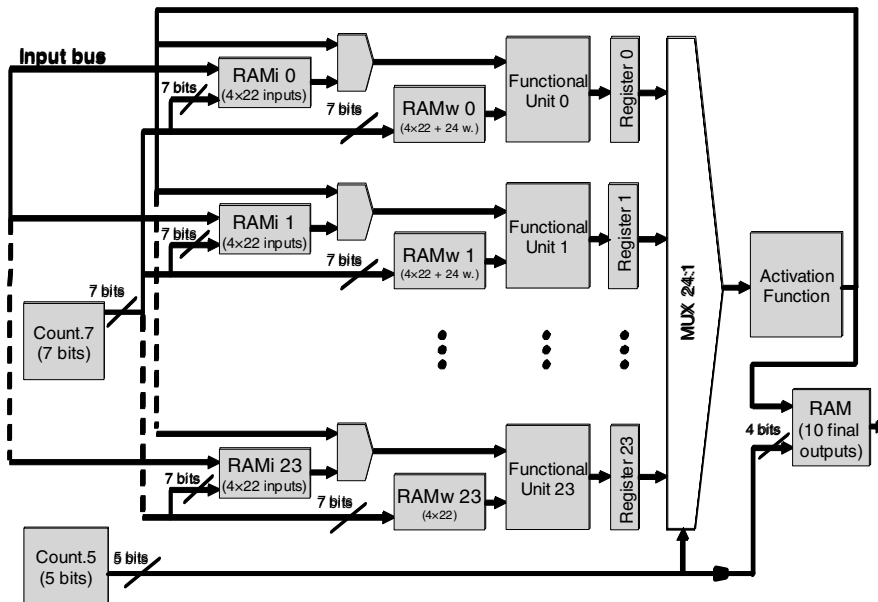 Input bus
RAMi 0
(4×22 inputs)
7 bits
7 bits
RAMw 0
(4×22 + 24 w.)
Functional
Unit 0
Register 0
RAMi 1
(4×22 inputs)
7 bits
7 bits
RAMw 1
(4×22 + 24 w.)
Functional
Unit 1
Register 1
MUX 24:1
Activation
Function
7 bits
Count.7
(7 bits)
RAM
(10 final
outputs)
4 bits
RAMi 23
(4×22 inputs)
7 bits
7 bits
RAMw 23
(4×22)
Functional
Unit 23
Register 23
Count.5
(5 bits)
5 bits